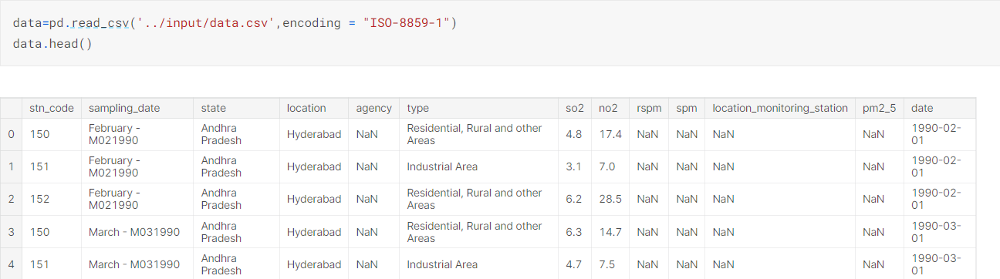 data=pd.read_csv('../input/data.csv',encoding = "ISO-8859-1")
data.head()
stn_code sampling_date state location agency type so2 no2 rspm spm location_monitoring_station pm2_5 date
0 150 February - M021990 Andhra Pradesh Hyderabad NaN Residential, Rural and other Areas 4.8 17.4 NaN NaN NaN NaN 1990-02-01
1 151 February - M021990 Andhra Pradesh Hyderabad NaN Industrial Area 3.1 7.0 NaN NaN NaN NaN 1990-02-01
2 152 February - M021990 Andhra Pradesh Hyderabad NaN Residential, Rural and other Areas 6.2 28.5 NaN NaN NaN NaN 1990-02-01
3 150 March - M031990 Andhra Pradesh Hyderabad NaN Residential, Rural and other Areas 6.3 14.7 NaN NaN NaN NaN 1990-03-01
4 151 March - M031990 Andhra Pradesh Hyderabad NaN Industrial Area 4.7 7.5 NaN NaN NaN NaN 1990-03-01